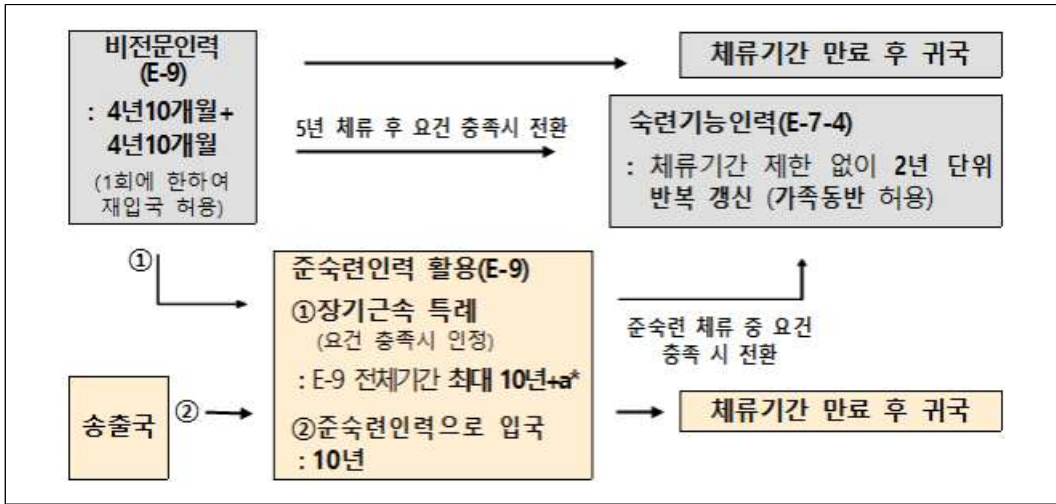 비전문인력
(E-9)
: 4년10개월+
4년10개월
(1회에 한하여
재입국 허용)
체류기간 만료 후 귀국
5년 체류 후 요건 충족시 전환
숙련기능인력(E-7-4)
: 체류기간 제한 없이 2년 단위
반복 갱신 (가족동반 허용)
①
준숙련인력 활용(E-9)
①장기근속 특례
(요건 충족시 인정)
: E-9 전체기간 최대 10년+a*
②준숙련인력으로 입국
: 10년
준숙련 체류 중 요건
충족 시 전환
송출국
②
체류기간 만료 후 귀국